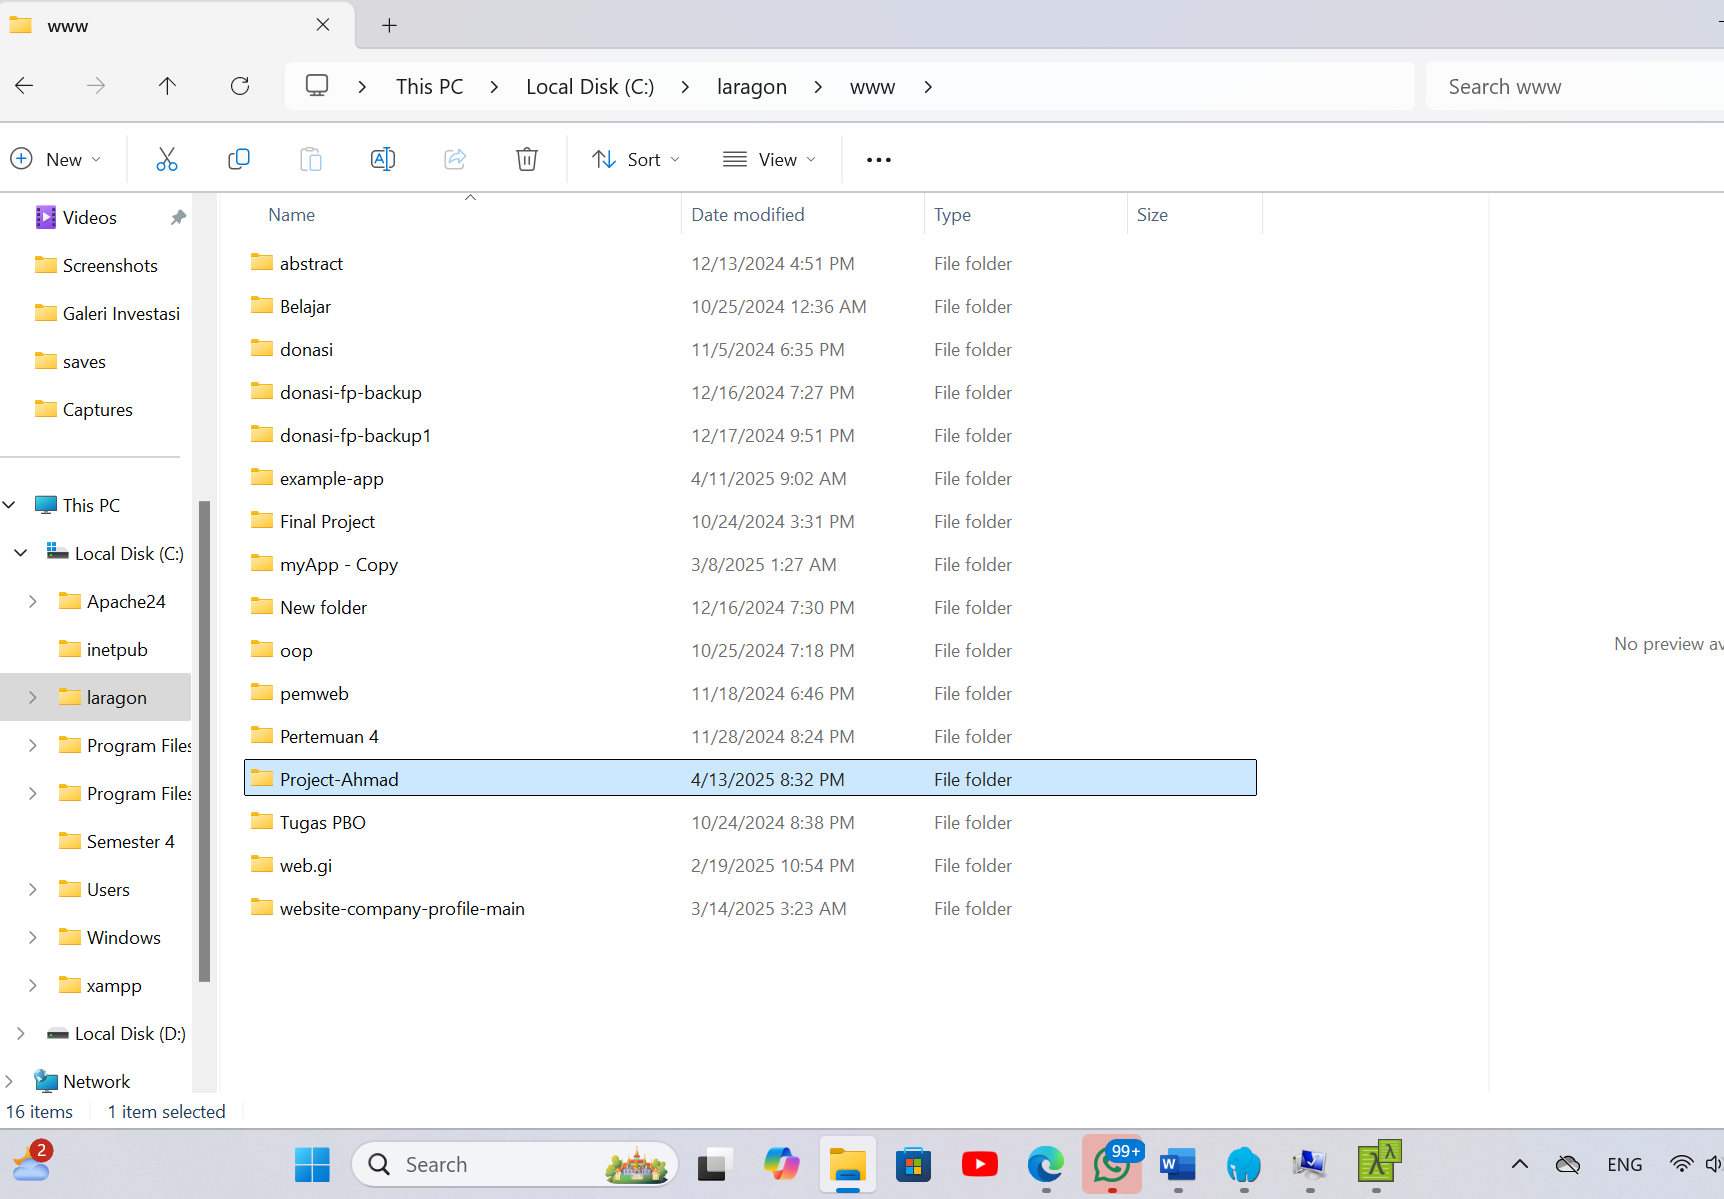 www
This PC > Local Disk (C:) > laragon > www >
Search www
New
Sort
View
Videos
Screenshots
Galeri Investasi
saves
Captures
This PC
Local Disk (C:)
Apache24
inetpub
laragon
Program Files
Program Files
Semester 4
Users
Windows
xampp
Local Disk (D:)
Network
Name Date modified Type Size
abstract 12/13/2024 4:51 PM File folder
Belajar 10/25/2024 12:36 AM File folder
donasi 11/5/2024 6:35 PM File folder
donasi-fp-backup 12/16/2024 7:27 PM File folder
donasi-fp-backup1 12/17/2024 9:51 PM File folder
example-app 4/11/2025 9:02 AM File folder
Final Project 10/24/2024 3:31 PM File folder
myApp - Copy 3/8/2025 1:27 AM File folder
New folder 12/16/2024 7:30 PM File folder
oop 10/25/2024 7:18 PM File folder
pemweb 11/18/2024 6:46 PM File folder
Pertemuan 4 11/28/2024 8:24 PM File folder
Project-Ahmad 4/13/2025 8:32 PM File folder
Tugas PBO 10/24/2024 8:38 PM File folder
web.gi 2/19/2025 10:54 PM File folder
website-company-profile-main 3/14/2025 3:23 AM File folder
No preview av
16 items 1 item selected
2
Search
99+
W
λ λ
ENG